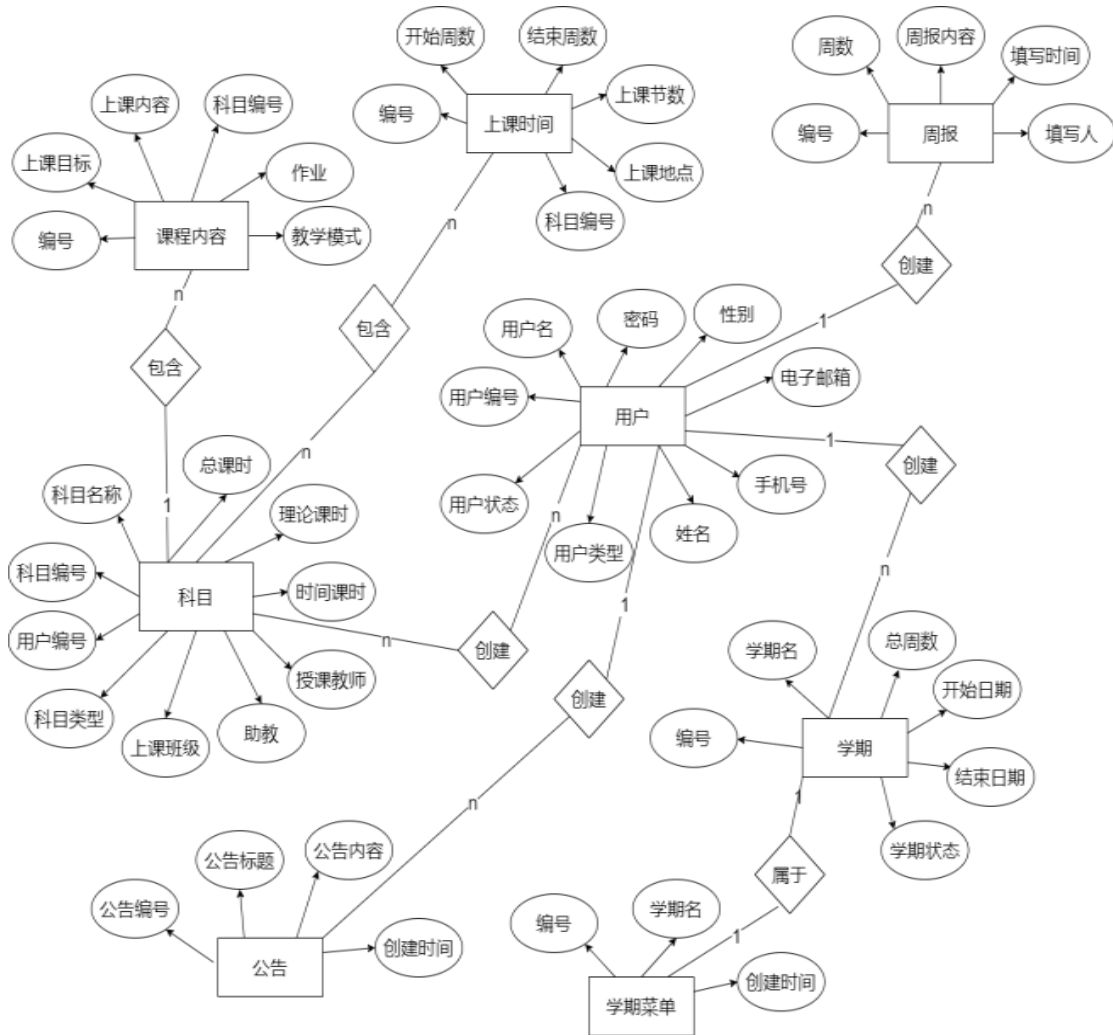 开始周数
结束周数
编号
上课节数
上课时间
上课地点
科目编号
n
周数
周报内容
填写时间
编号
周报
填写人
n
创建
1
上课内容
科目编号
上课目标
作业
编号
课程内容
教学模式
n
包含
1
包含
n
用户名
密码
性别
用户编号
用户
电子邮箱
用户状态
用户类型
姓名
手机号
1
创建
n
科目名称
总课时
理论课时
科目编号
科目
时间课时
用户编号
授课教师
科目类型
上课班级
助教
n
创建
n
1
创建
n
学期名
总周数
开始日期
编号
学期
结束日期
学期状态
1
属于
1
公告标题
公告内容
公告编号
公告
创建时间
编号
学期名
学期菜单
创建时间